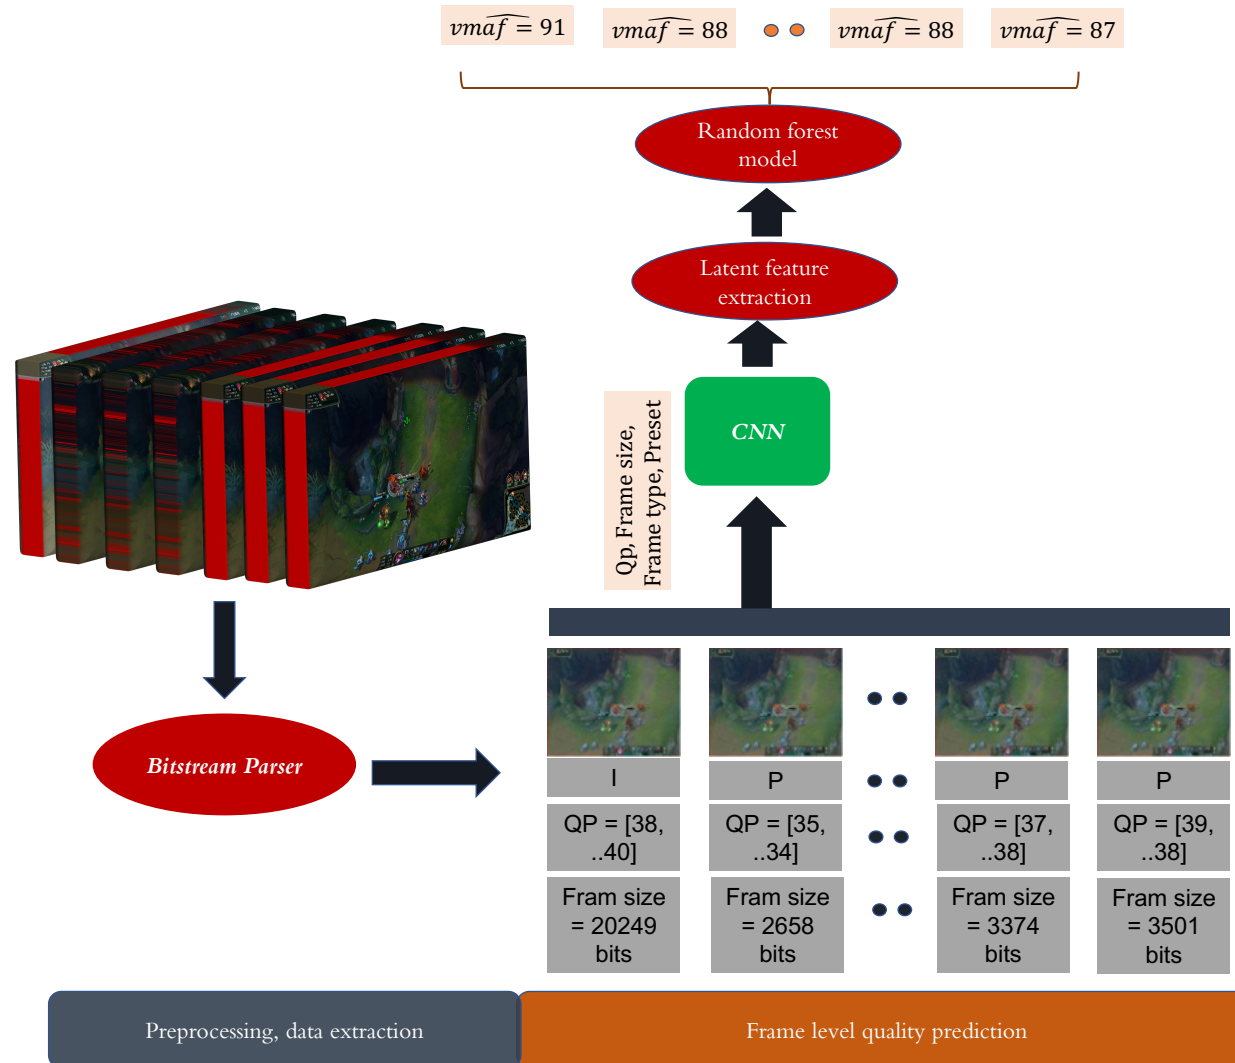 vmaf̂ = 91 vmaf̂ = 88 vmaf̂ = 88 vmaf̂ = 87
Random forest
model
Latent feature
extraction
Qp, Frame size,
Frame type, Preset
CNN
Bitstream Parser
I P P P
QP = [38, QP = [35, QP = [37, QP = [39,
..40] ..34] ..38] ..38]
Fram size Fram size Fram size Fram size
= 20249 = 2658 = 3374 = 3501
bits bits bits bits
Preprocessing, data extraction Frame level quality prediction